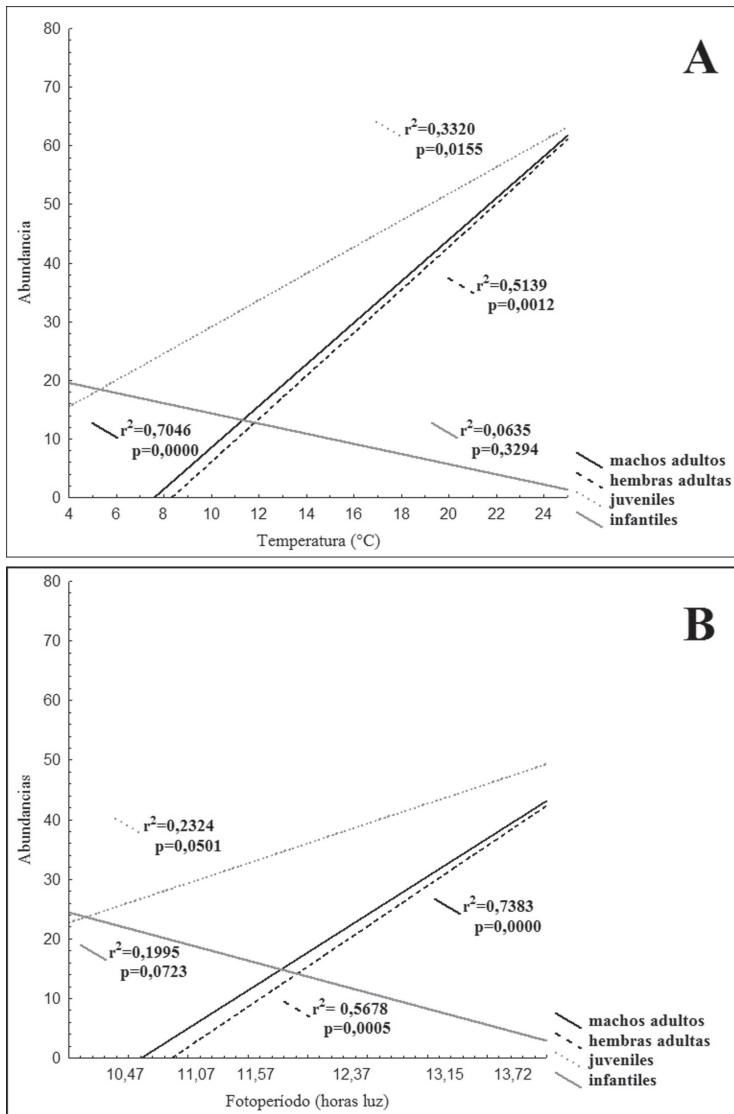 A
80
70
60
50
40
30
20
10
0
Abundancia
r²=0,3320
p=0,0155
r²=0,5139
p=0,0012
r²=0,7046
p=0,0000
r²=0,0635
p=0,3294
machos adultos
hembras adultas
juveniles
infantiles
4 6 8 10 12 14 16 18 20 22 24
Temperatura (°C)
B
80
70
60
50
40
30
20
10
0
Abundancias
r²=0,2324
p=0,0501
r²=0,7383
p=0,0000
r²=0,1995
p=0,0723
r²= 0,5678
p=0,0005
machos adultos
hembras adultas
juveniles
infantiles
10,47 11,07 11,57 12,37 13,15 13,72
Fotoperíodo (horas luz)